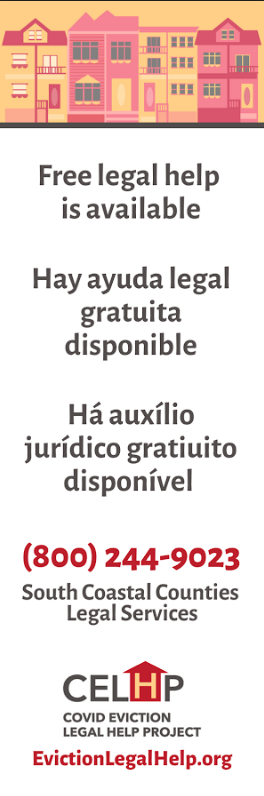 Free legal help
is available
Hay ayuda legal
gratuita
disponible
Há auxílio
jurídico gratiuito
disponível
(800) 244-9023
South Coastal Counties
Legal Services
CELHP
COVID EVICTION
LEGAL HELP PROJECT
EvictionLegalHelp.org